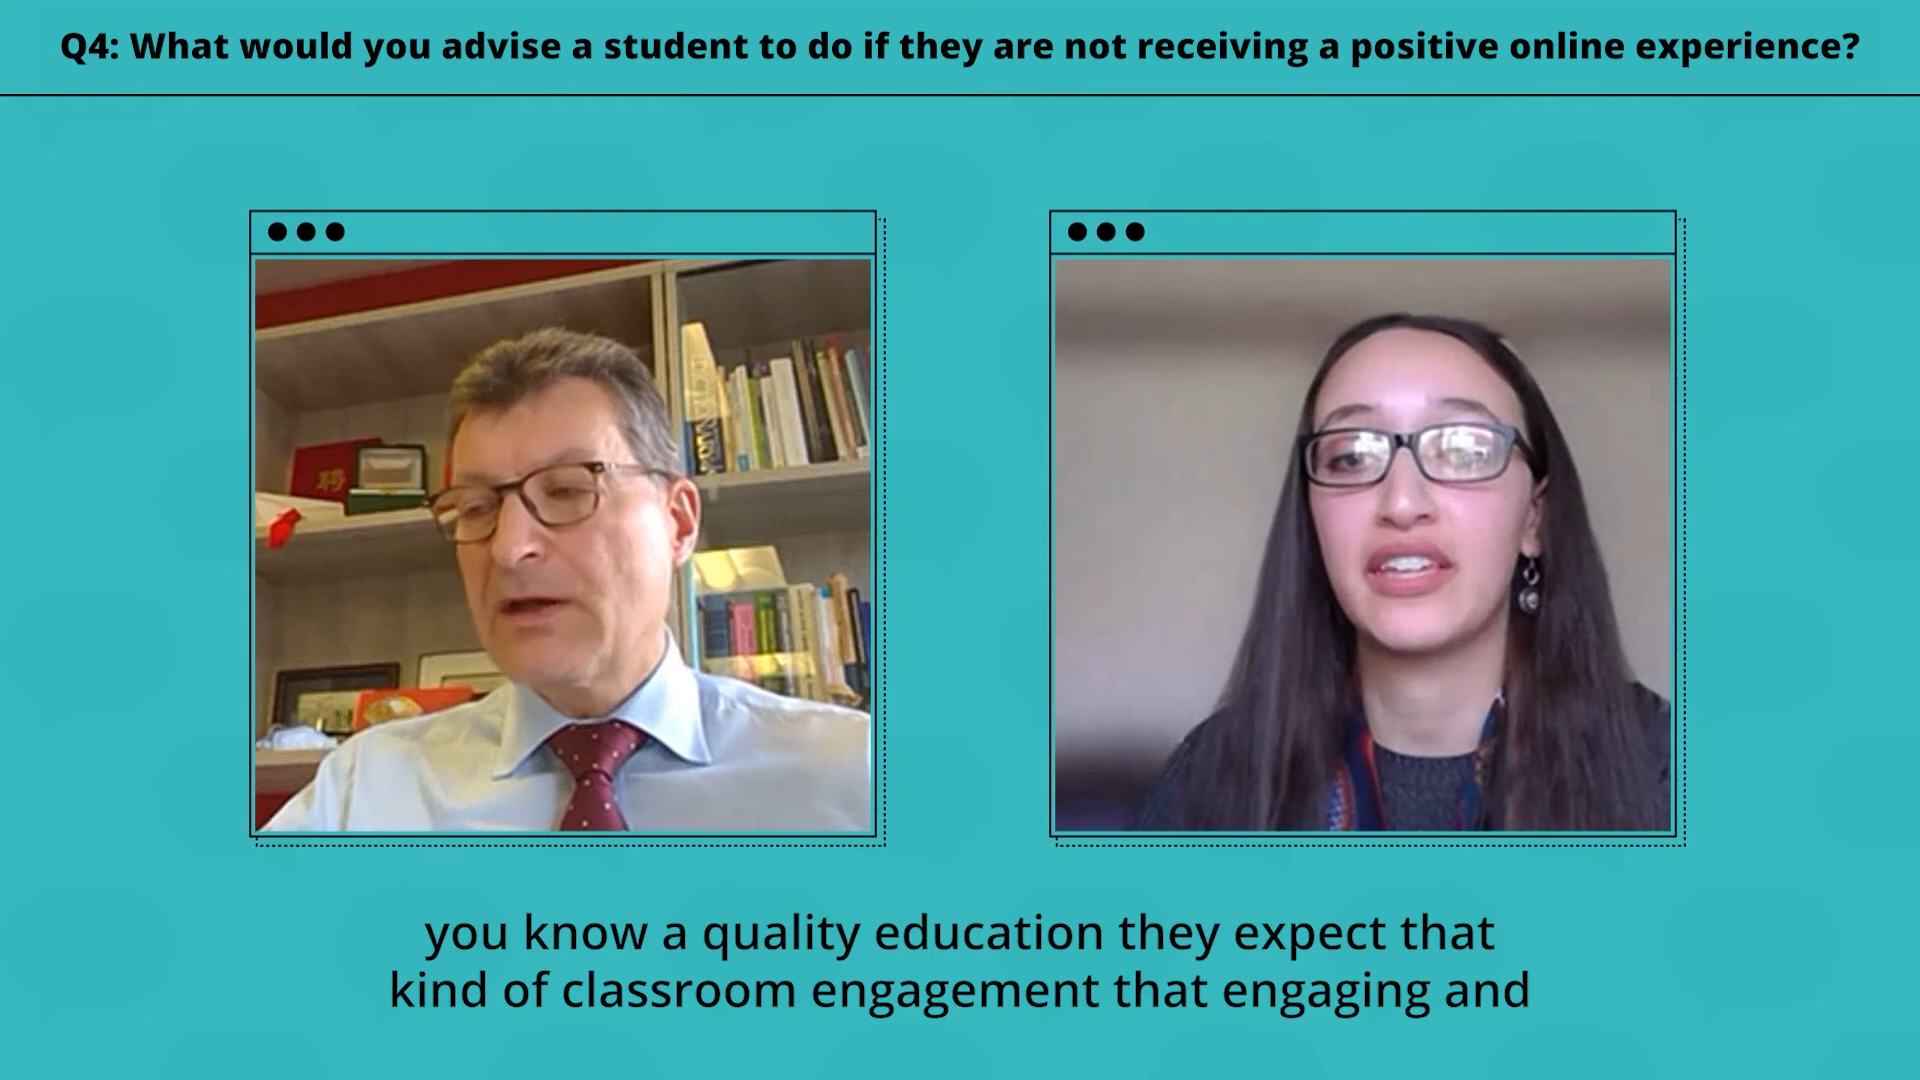 Q4: What would you advise a student to do if they are not receiving a positive online experience?
you know a quality education they expect that
kind of classroom engagement that engaging and